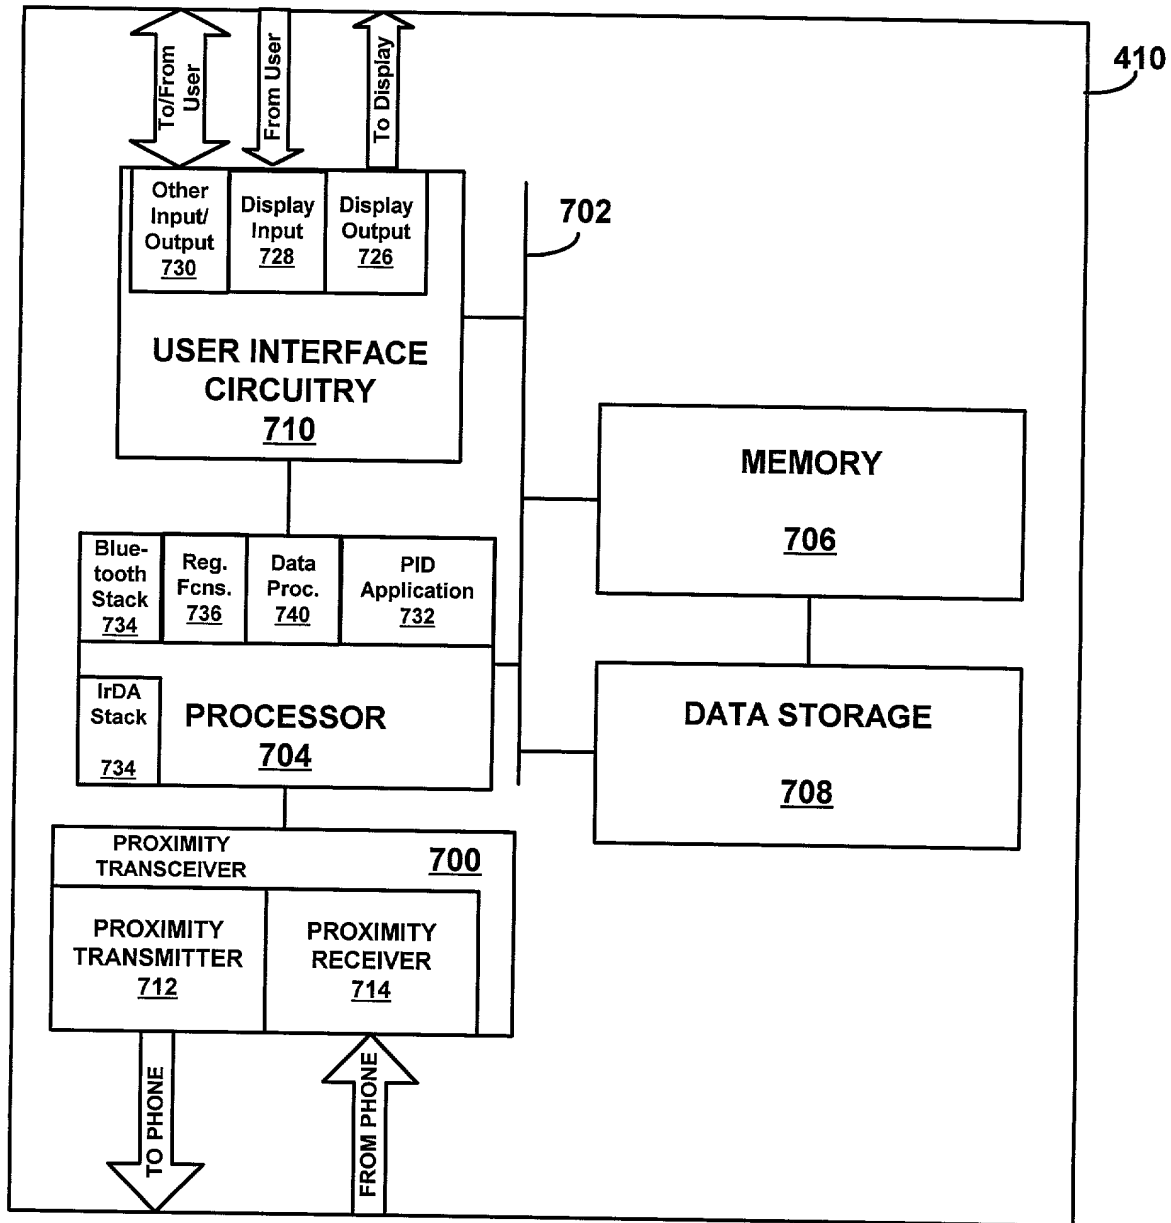 To/From
User
From User
To Display
410
Other
Input/
Output
730
Display
Input
728
Display
Output
726
702
USER INTERFACE
CIRCUITRY
710
MEMORY
706
Blue-
tooth
Stack
734
Reg.
Fcns.
736
Data
Proc.
740
PID
Application
732
IrDA
Stack
734
PROCESSOR
704
DATA STORAGE
708
PROXIMITY
TRANSCEIVER
700
PROXIMITY
TRANSMITTER
712
PROXIMITY
RECEIVER
714
TO PHONE
FROM PHONE